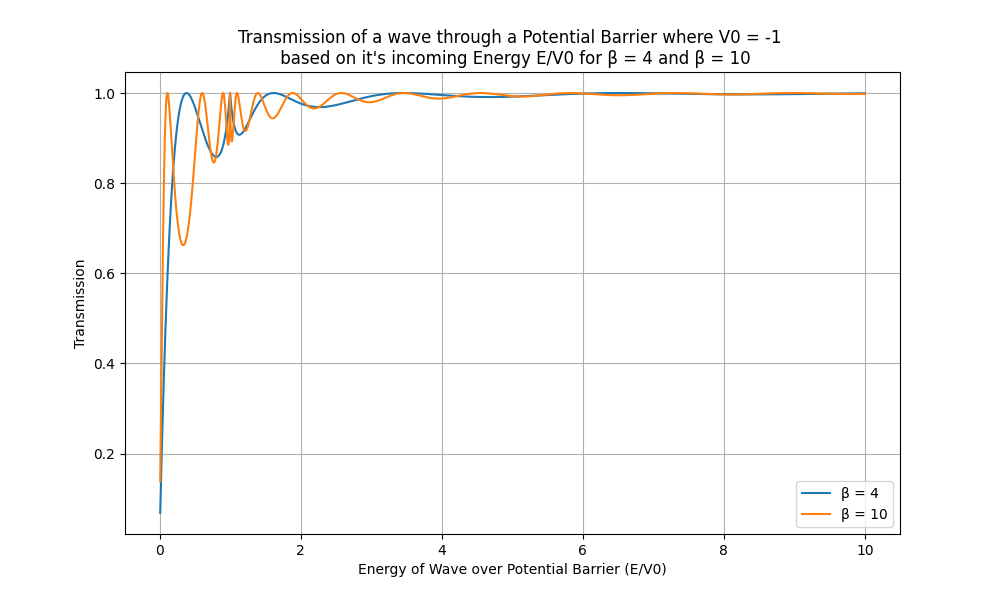 Transmission of a wave through a Potential Barrier where V0 = -1
based on it's incoming Energy E/V0 for β = 4 and β = 10
Transmission
1.0
0.8
0.6
0.4
0.2
0
2
4
6
8
10
Energy of Wave over Potential Barrier (E/V0)
β = 4
β = 10